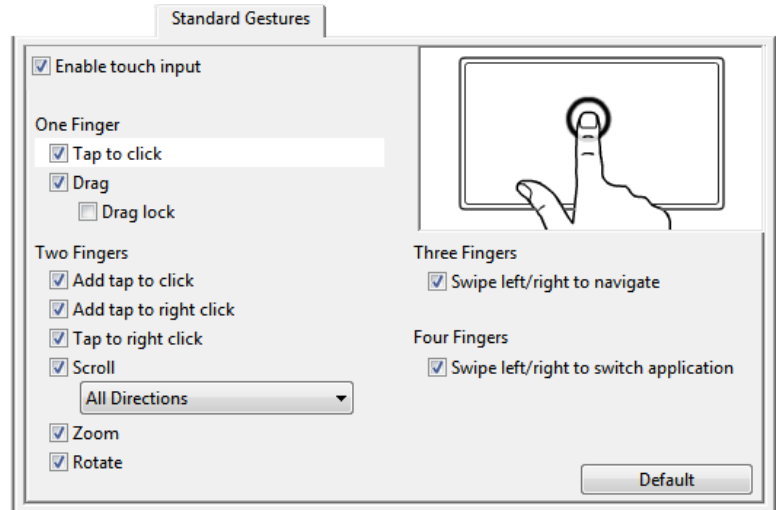 Standard Gestures
Enable touch input
One Finger
Tap to click
Drag
Drag lock
Two Fingers
Add tap to click
Add tap to right click
Tap to right click
Scroll
All Directions
Zoom
Rotate
Three Fingers
Swipe left/right to navigate
Four Fingers
Swipe left/right to switch application
Default